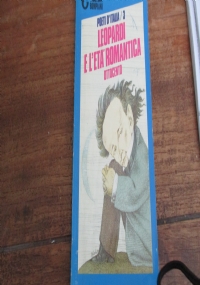 POETI D'ITALIA / 3
LEOPARDI
E L'ETÀ ROMANTICA
OTTOCENTO